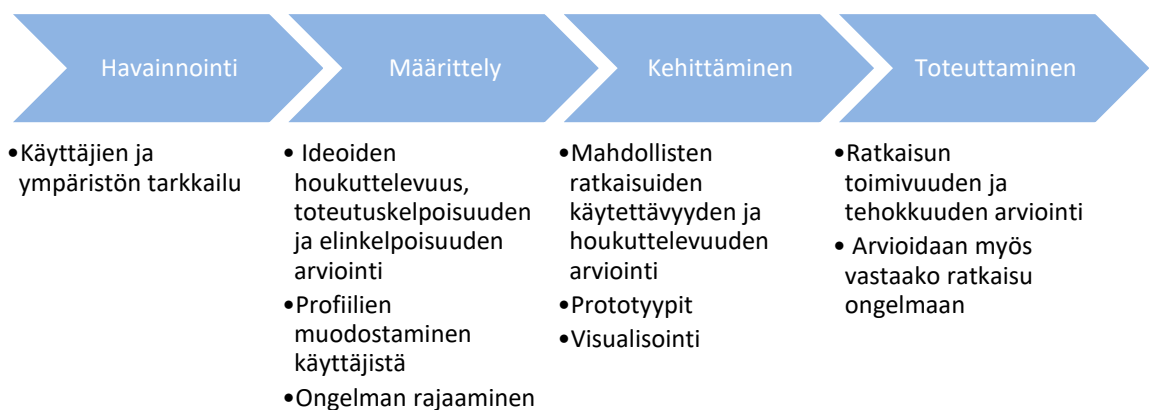 Havainnointi
Määrittely
Kehittäminen
Toteuttaminen
•Käyttäjien ja
ympäristön tarkkailu
• Ideoiden
houkuttelevuus,
toteutuskelpoisuuden
ja elinkelpoisuuden
arviointi
•Profiilien
muodostaminen
käyttäjistä
•Ongelman rajaaminen
•Mahdollisten
ratkaisuiden
käytettävyyden ja
houkuttelevuuden
arviointi
•Prototyypit
•Visualisointi
•Ratkaisun
toimivuuden ja
tehokkuuden arviointi
• Arvioidaan myös
vastaako ratkaisu
ongelmaan